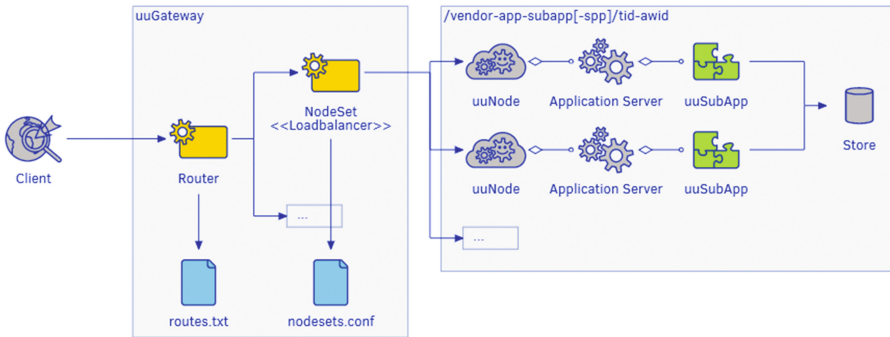 uuGateway
/vendor-app-subapp[-spp]/tid-awid
NodeSet
<<Loadbalancer>>
uuNode
Application Server
uuSubApp
Client
Router
Store
uuNode
Application Server
uuSubApp
...
...
routes.txt
nodesets.conf